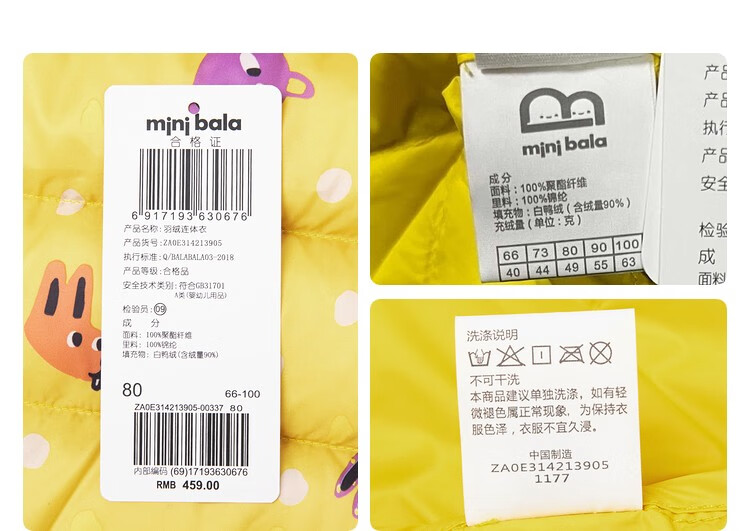 mini bala
合格证
6 917193 630676
产品名称:羽绒连体衣
产品货号:ZA0E314213905
执行标准:Q/BALABALA03-2018
产品等级:合格品
安全技术类别:符合GB31701
A类(婴幼儿用品)
检验员:09
成 分
面料:100%聚酯纤维
里料:100%锦纶
填充物:白鸭绒(含绒量90%)
80 66-100
ZA0E314213905-00337 80
内部编码 (69)17193630676
RMB 459.00
mini bala
成分
面料:100%聚酯纤维
里料:100%锦纶
填充物:白鸭绒(含绒量90%)
充绒量(单位:克)
66 73 80 90 100
40 44 49 55 63
产
产
执行
产品
安全
检验
成
面料
洗涤说明
不可干洗
本商品建议单独洗涤,如有轻
微褪色属正常现象,为保持衣
服色泽,衣服不宜久浸。
中国制造
ZA0E314213905
1177